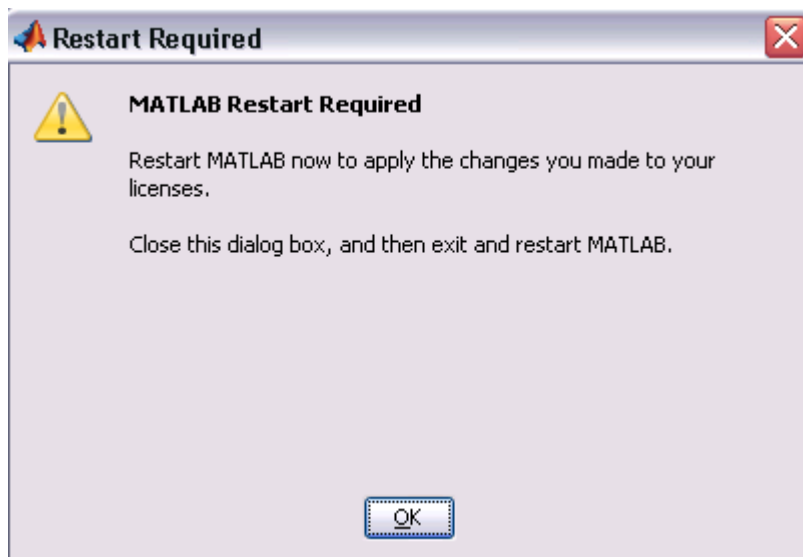 Restart Required
MATLAB Restart Required
Restart MATLAB now to apply the changes you made to your
licenses.
Close this dialog box, and then exit and restart MATLAB.
OK